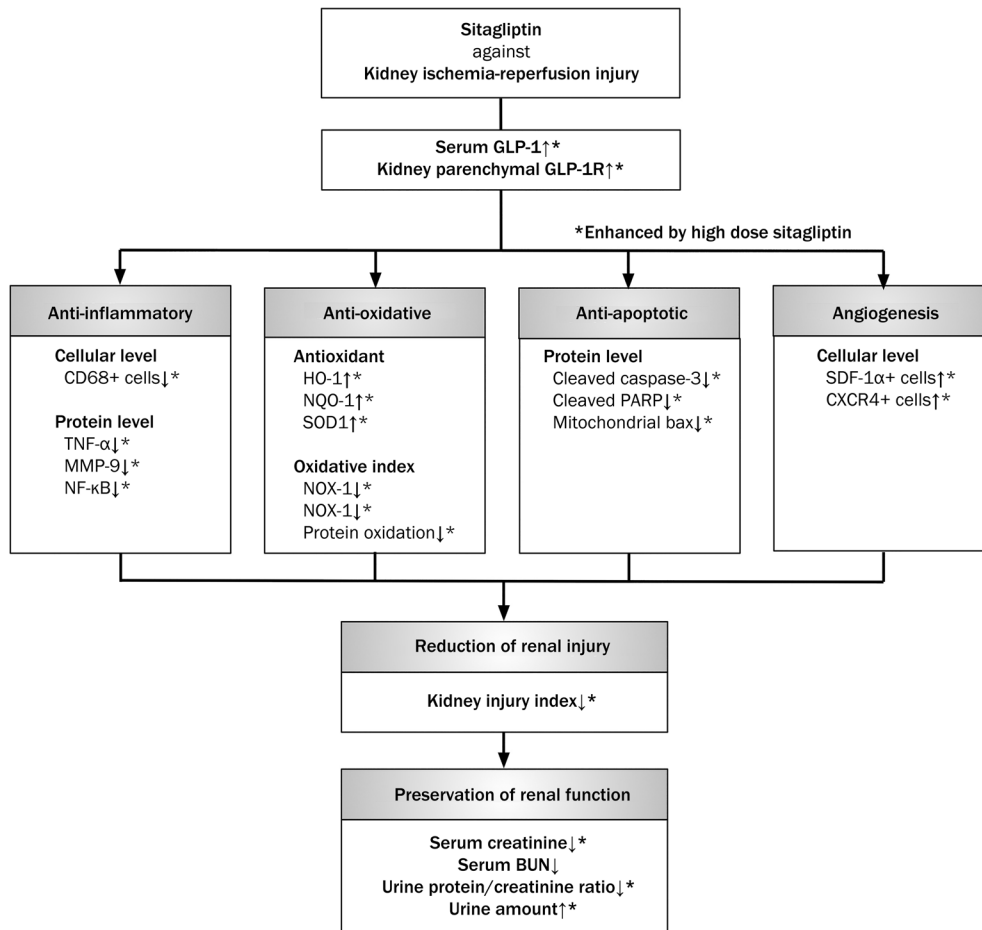 Sitagliptin
against
Kidney ischemia-reperfusion injury
Serum GLP-1↑*
Kidney parenchymal GLP-1R↑*
*Enhanced by high dose sitagliptin
Anti-inflammatory
Cellular level
CD68+ cells↓*
Protein level
TNF-α↓*
MMP-9↓*
NF-κB↓*
Anti-oxidative
Antioxidant
HO-1↑*
NQO-1↑*
SOD1↑*
Oxidative index
NOX-1↓*
NOX-1↓*
Protein oxidation↓*
Anti-apoptotic
Protein level
Cleaved caspase-3↓*
Cleaved PARP↓*
Mitochondrial bax↓*
Angiogenesis
Cellular level
SDF-1α+ cells↑*
CXCR4+ cells↑*
Reduction of renal injury
Kidney injury index↓*
Preservation of renal function
Serum creatinine↓*
Serum BUN↓
Urine protein/creatinine ratio↓*
Urine amount↑*